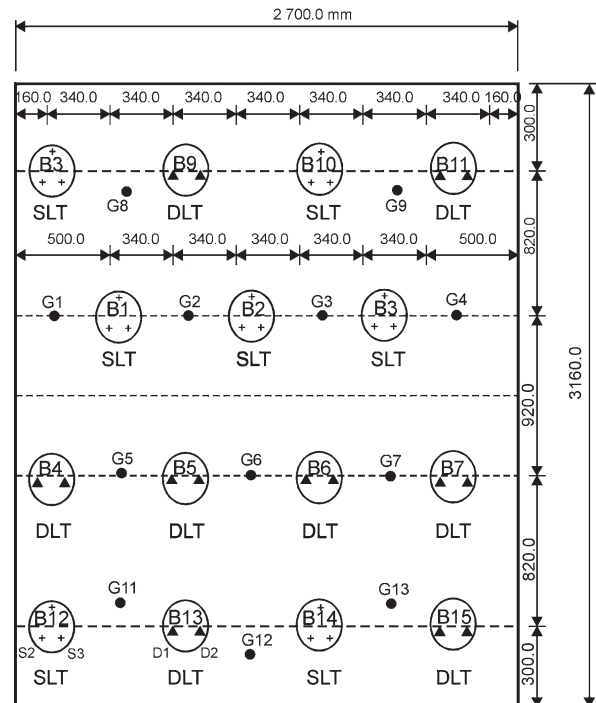 2 700.0 mm
160.0 340.0 340.0 340.0 340.0 340.0 340.0 160.0
300.0
B3 B9 B10 B11
G8 G9
SLT DLT SLT DLT
820.0
500.0 340.0 340.0 340.0 340.0 500.0
G1 B1 G2 B2 G3 B3 G4
SLT SLT SLT
3160.0
920.0
B4 G5 B5 G6 B6 G7 B7
DLT DLT DLT DLT
820.0
G11 G13
B12 B13 B14 B15
S2 S3 D1 D2 G12
SLT DLT SLT DLT
300.0